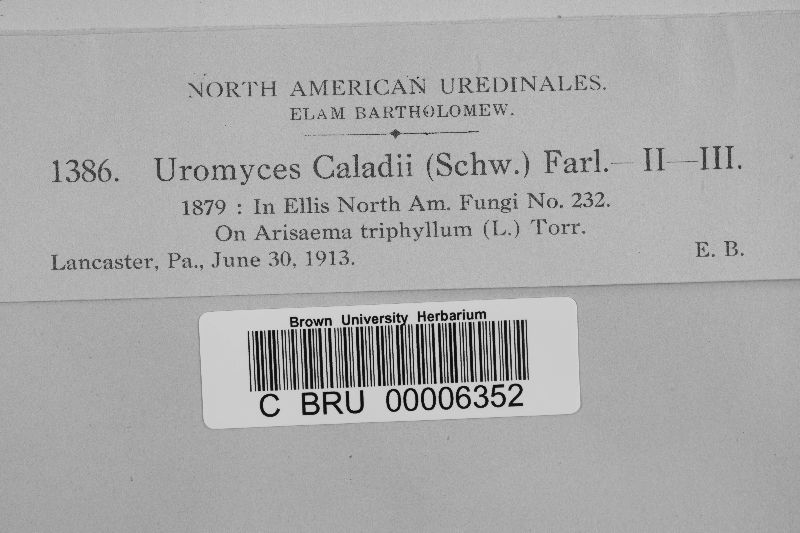 NORTH AMERICAN UREDINALES.
ELAM BARTHOLOMEW.
1386. Uromyces Caladii (Schw.) Farl.—II—III.
1879 : In Ellis North Am. Fungi No. 232.
On Arisaema triphyllum (L.) Torr.
Lancaster, Pa., June 30, 1913. E. B.
Brown University Herbarium
C BRU 00006352